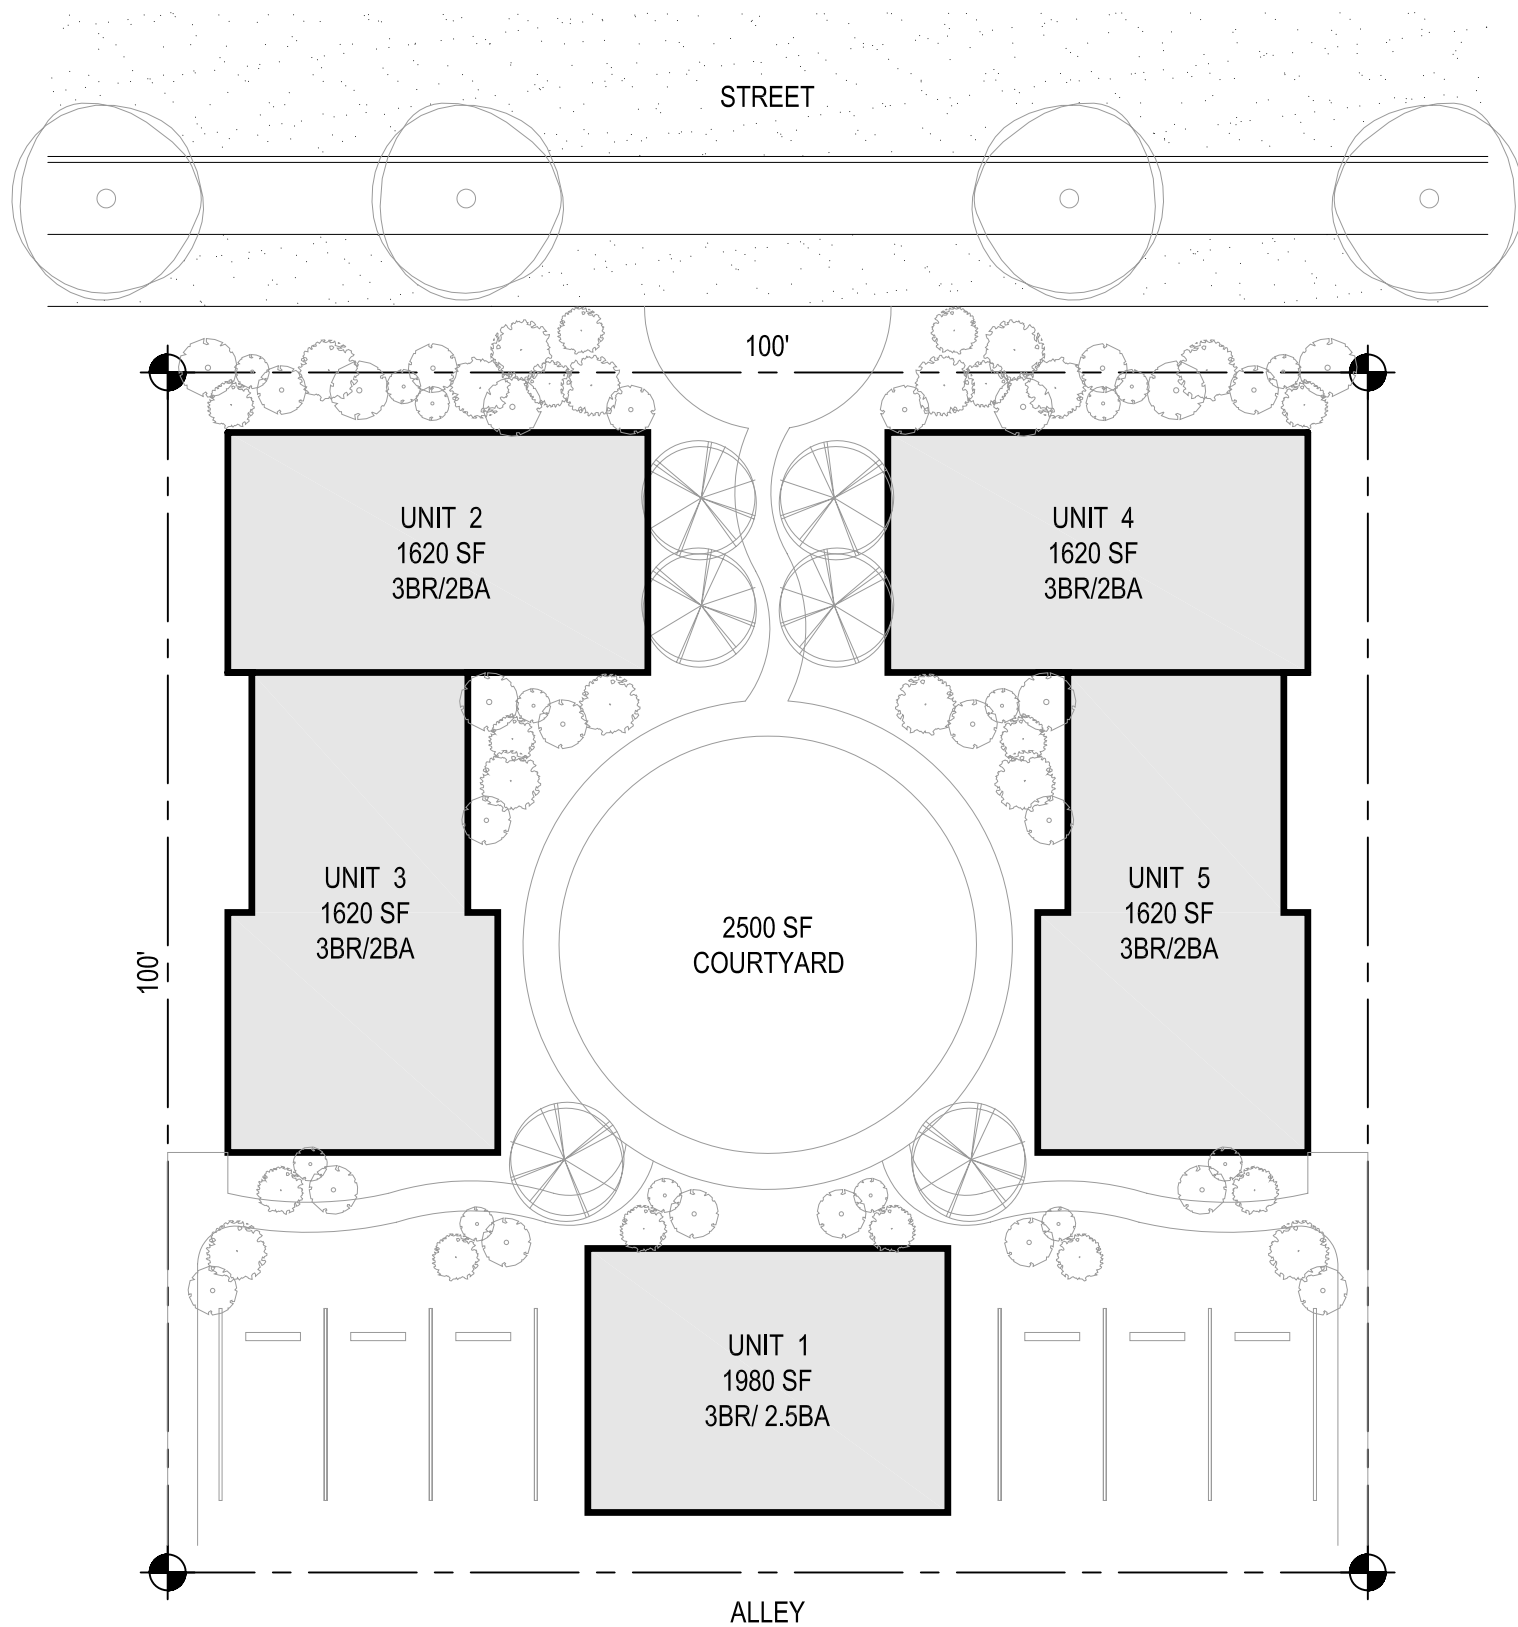 STREET
100'
UNIT 2
1620 SF
3BR/2BA
UNIT 4
1620 SF
3BR/2BA
UNIT 3
1620 SF
3BR/2BA
UNIT 5
1620 SF
3BR/2BA
2500 SF
COURTYARD
100'
UNIT 1
1980 SF
3BR/ 2.5BA
ALLEY